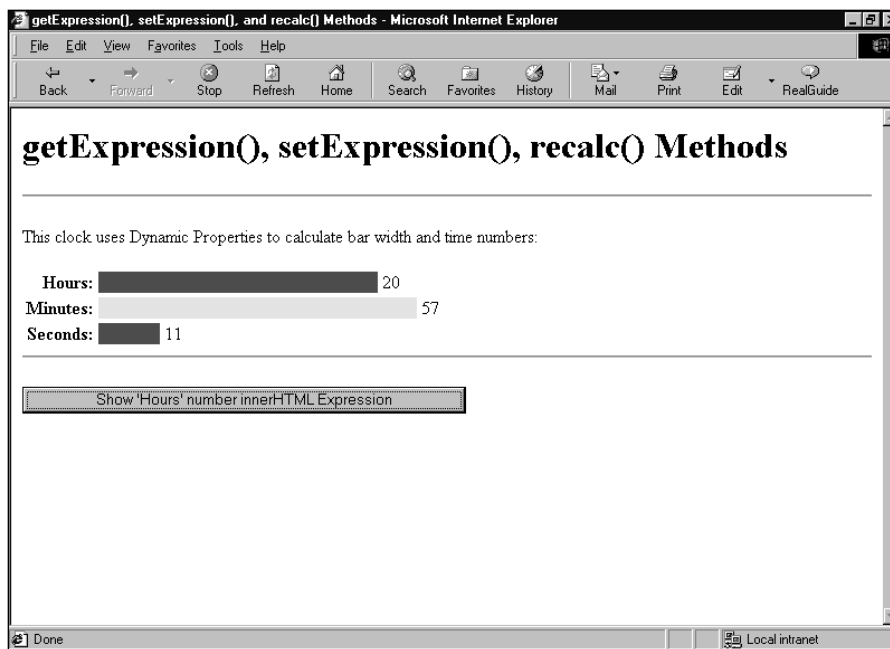 getExpression(), setExpression(), and recalc() Methods - Microsoft Internet Explorer
File Edit View Favorites Tools Help
Back Forward Stop Refresh Home Search Favorites History Mail Print Edit RealGuide
getExpression(), setExpression(), recalc() Methods
This clock uses Dynamic Properties to calculate bar width and time numbers:
Hours: 20
Minutes: 57
Seconds: 11
Show 'Hours' number innerHTML Expression
Done Local intranet